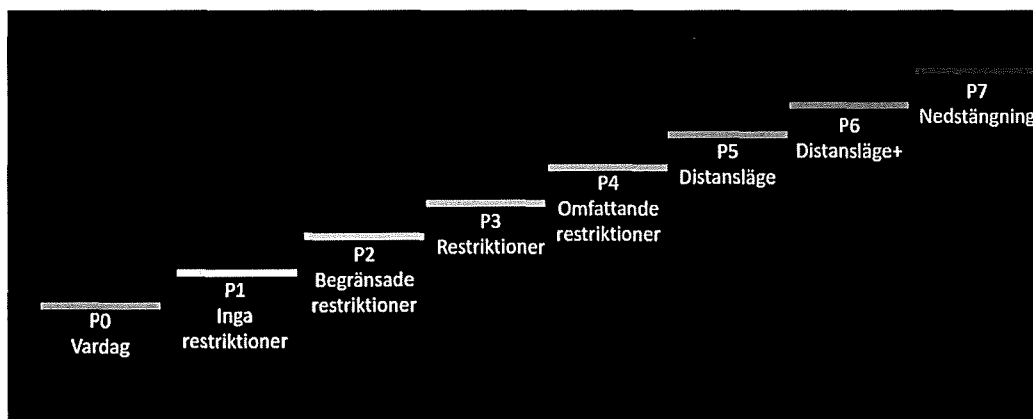 P0
Vardag
P1
Inga
restriktioner
P2
Begränsade
restriktioner
P3
Restriktioner
P4
Omfattande
restriktioner
P5
Distansläge
P6
Distansläge+
P7
Nedstängning